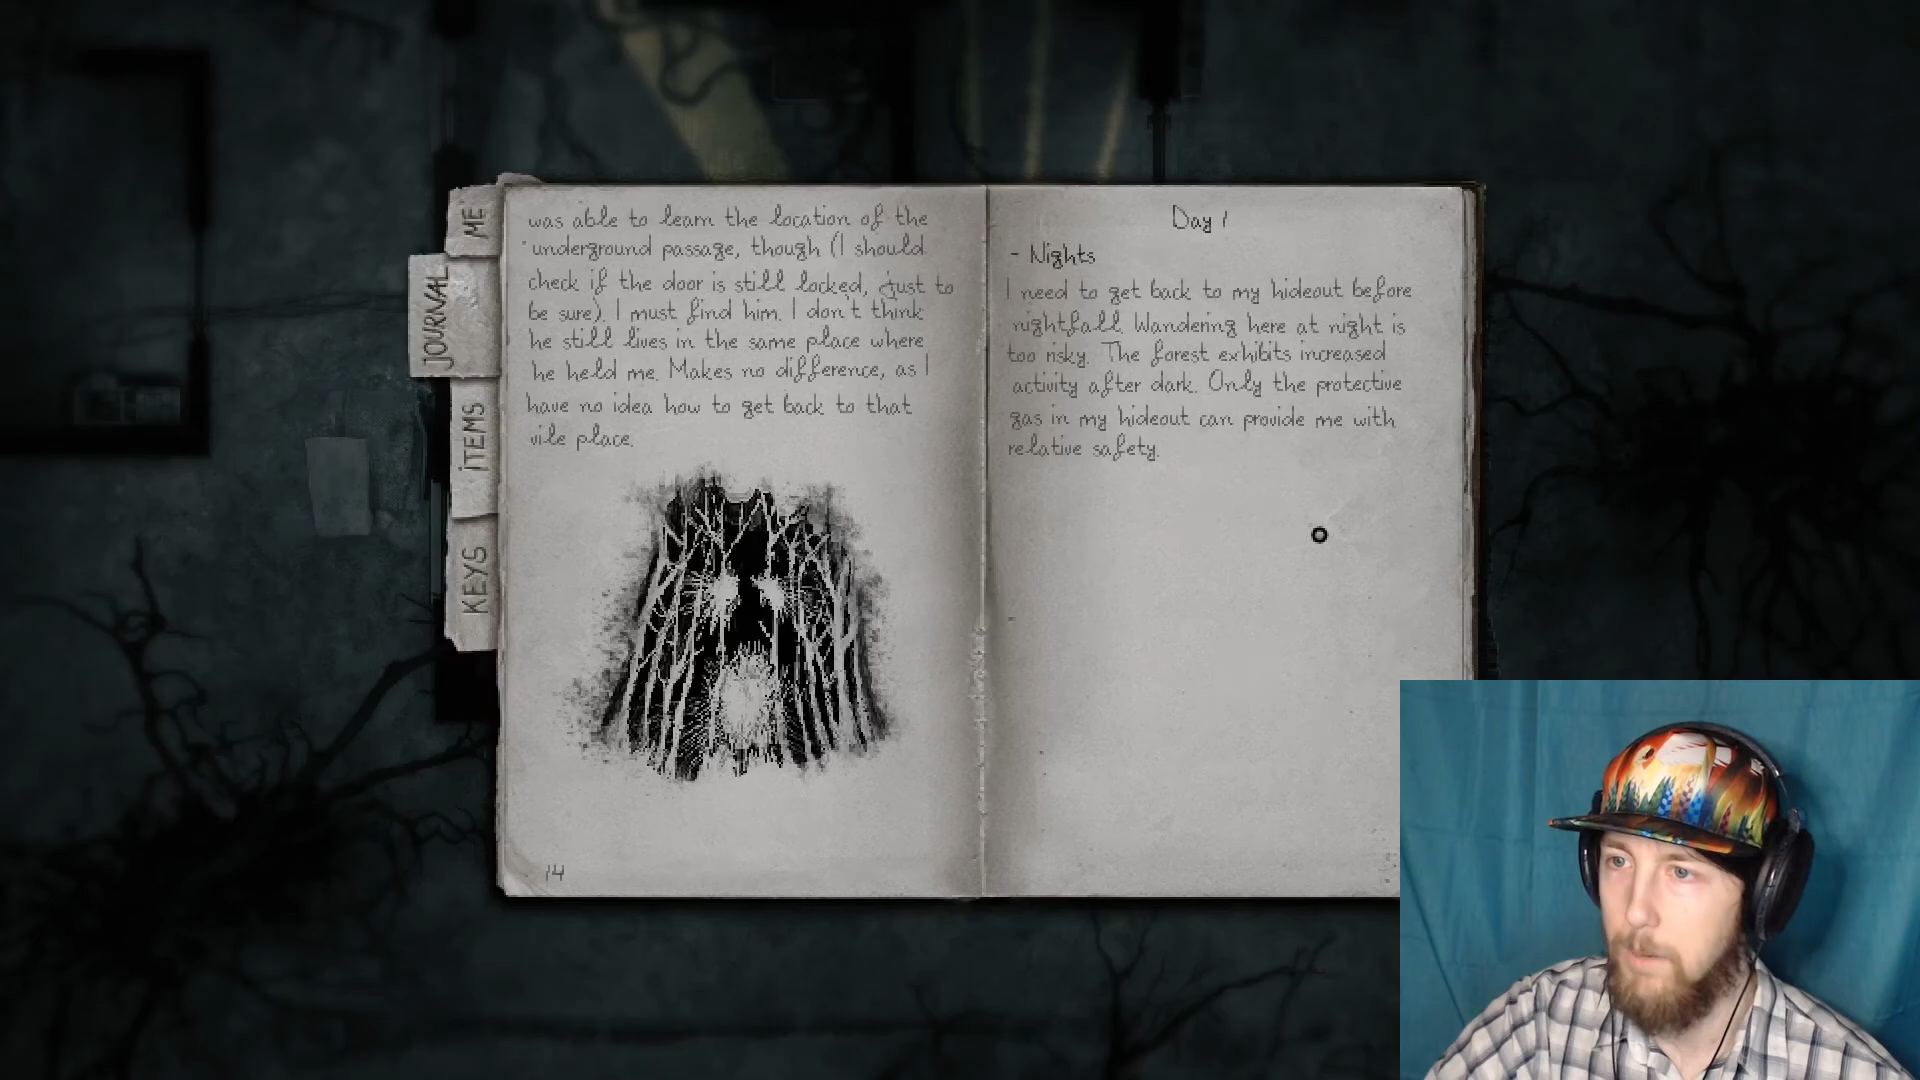 ME
JOURNAL
ITEMS
KEYS
was able to learn the location of the
underground passage, though (I should
check if the door is still locked, just to
be sure). I must find him. I don't think
he still lives in the same place where
he held me. Makes no difference, as I
have no idea how to get back to that
vile place.
14
Day 1
- Nights
I need to get back to my hideout before
nightfall. Wandering here at night is
too risky. The forest exhibits increased
activity after dark. Only the protective
gas in my hideout can provide me with
relative safety.